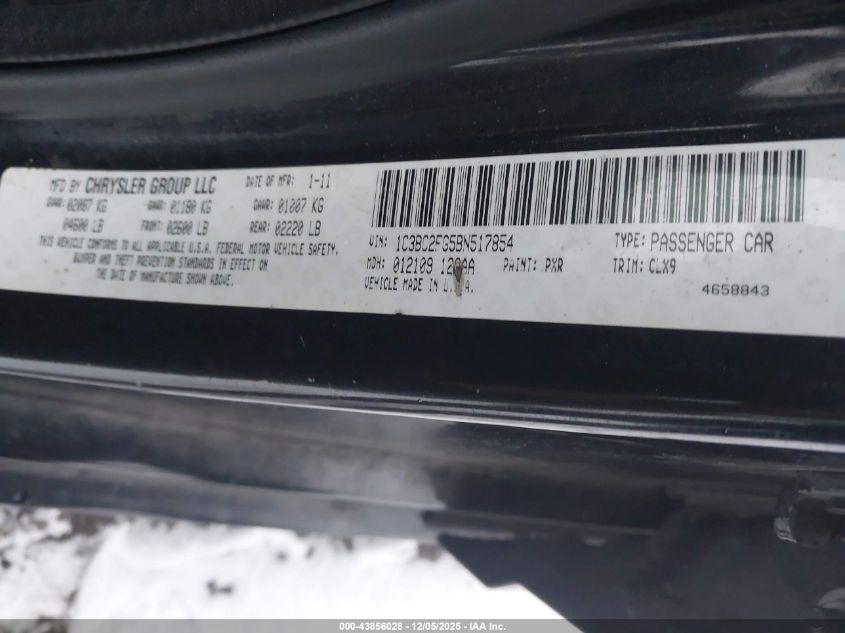 MFD BY CHRYSLER GROUP LLC DATE OF MFR: 1-11
GVWR: 02087 KG GAWR: 01180 KG GAWR: 01007 KG
04600 LB FRONT: 02600 LB REAR: 02220 LB
THIS VEHICLE CONFORMS TO ALL APPLICABLE U.S.A. FEDERAL MOTOR VEHICLE SAFETY,
BUMPER AND THEFT PREVENTION STANDARDS IN EFFECT ON
THE DATE OF MANUFACTURE SHOWN ABOVE.
VIN: 1C3BC2FG5BN517854 TYPE: PASSENGER CAR
MDH: 012109 PAINT: PXR TRIM: CLX9
VEHICLE MADE IN U.S.A. 4658843
000-43856028 - 12/05/2025 - IAA Inc.